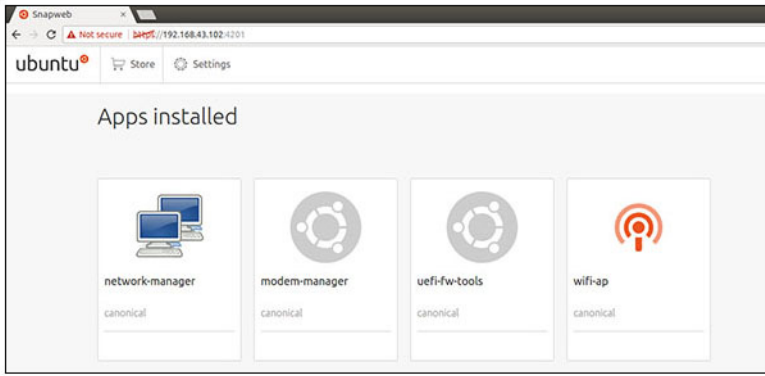 Snapweb
Not secure | https://192.168.43.102:4201
ubuntu Store Settings
Apps installed
network-manager modem-manager uefi-fw-tools wifi-ap
canonical canonical canonical canonical